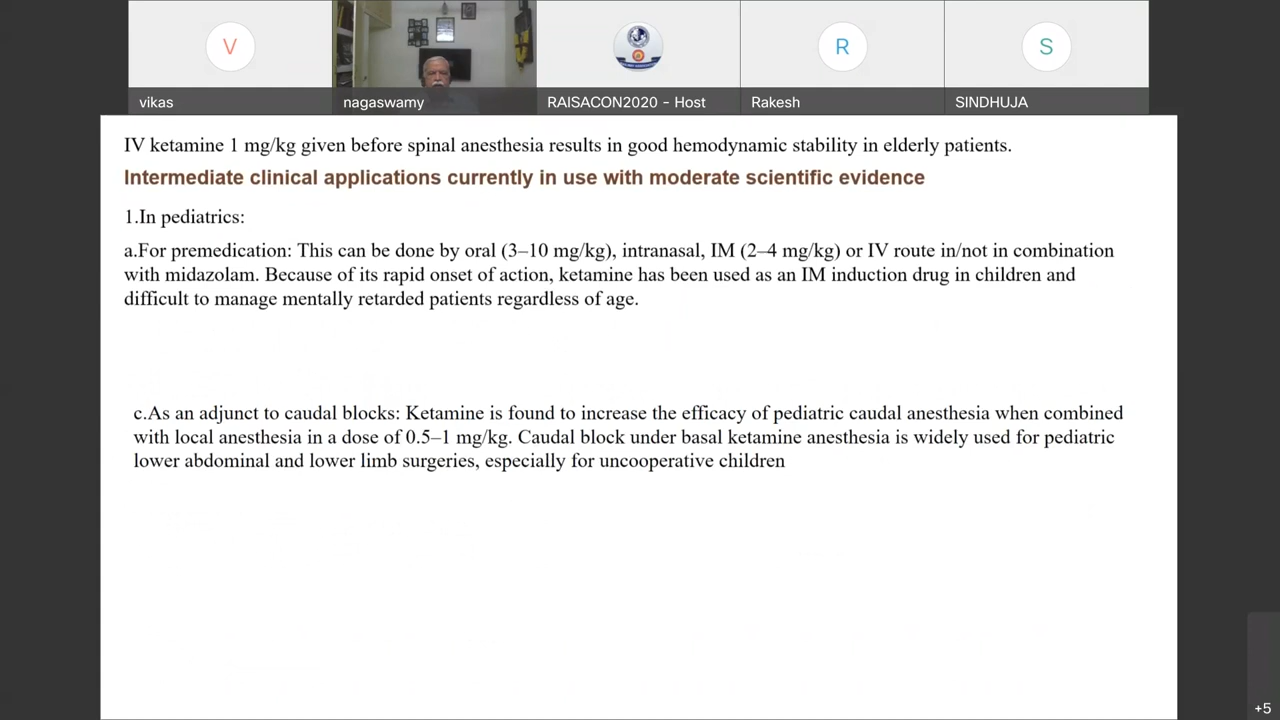 V
R
S
vikas
nagaswamy
RAISACON2020 - Host
Rakesh
SINDHUJA
IV ketamine 1 mg/kg given before spinal anesthesia results in good hemodynamic stability in elderly patients.
Intermediate clinical applications currently in use with moderate scientific evidence
1.In pediatrics:
a.For premedication: This can be done by oral (3–10 mg/kg), intranasal, IM (2–4 mg/kg) or IV route in/not in combination
with midazolam. Because of its rapid onset of action, ketamine has been used as an IM induction drug in children and
difficult to manage mentally retarded patients regardless of age.
c.As an adjunct to caudal blocks: Ketamine is found to increase the efficacy of pediatric caudal anesthesia when combined
with local anesthesia in a dose of 0.5–1 mg/kg. Caudal block under basal ketamine anesthesia is widely used for pediatric
lower abdominal and lower limb surgeries, especially for uncooperative children
+5